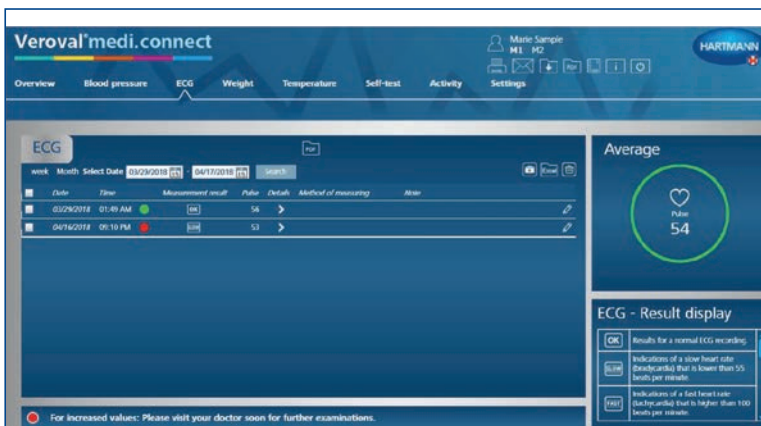 Veroval®medi.connect
Marie Sample
M1 M2
HARTMANN
Overview Blood pressure ECG Weight Temperature Self-test Activity Settings
ECG
PDF
week Month Select Date 03/29/2018 - 04/17/2018 Search
Excel
Date Time Measurement result Pulse Details Method of measuring Note
03/29/2018 01:49 AM OK 56
04/16/2018 09:10 PM SLOW 53
Average
Pulse
54
ECG - Result display
OK Results for a normal ECG recording.
SLOW Indications of a slow heart rate
(bradycardia) that is lower than 55
beats per minute.
FAST Indications of a fast heart rate
(tachycardia) that is higher than 100
beats per minute.
For increased values: Please visit your doctor soon for further examinations.